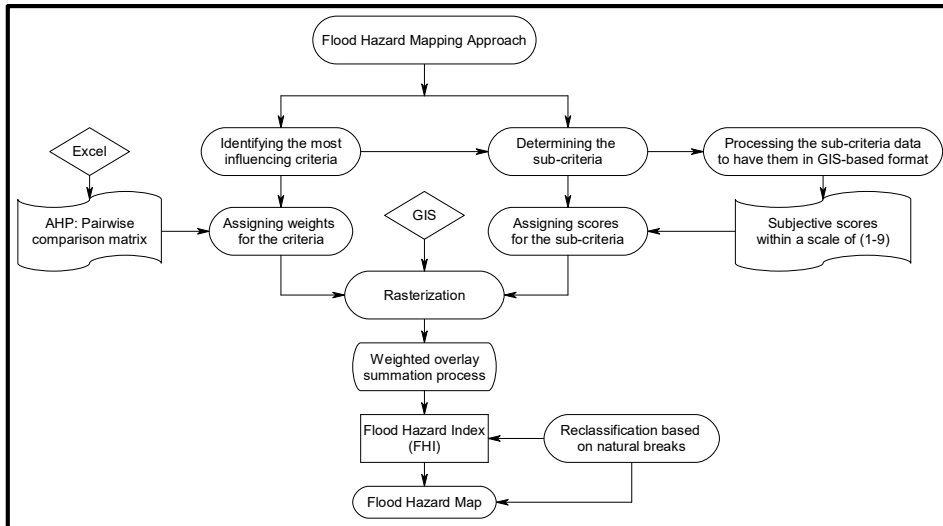 Flood Hazard Mapping Approach
Identifying the most
influencing criteria
Determining the
sub-criteria
Processing the sub-criteria data
to have them in GIS-based format
Excel
AHP: Pairwise
comparison matrix
Assigning weights
for the criteria
GIS
Assigning scores
for the sub-criteria
Subjective scores
within a scale of (1-9)
Rasterization
Weighted overlay
summation process
Flood Hazard Index
(FHI)
Reclassification based
on natural breaks
Flood Hazard Map